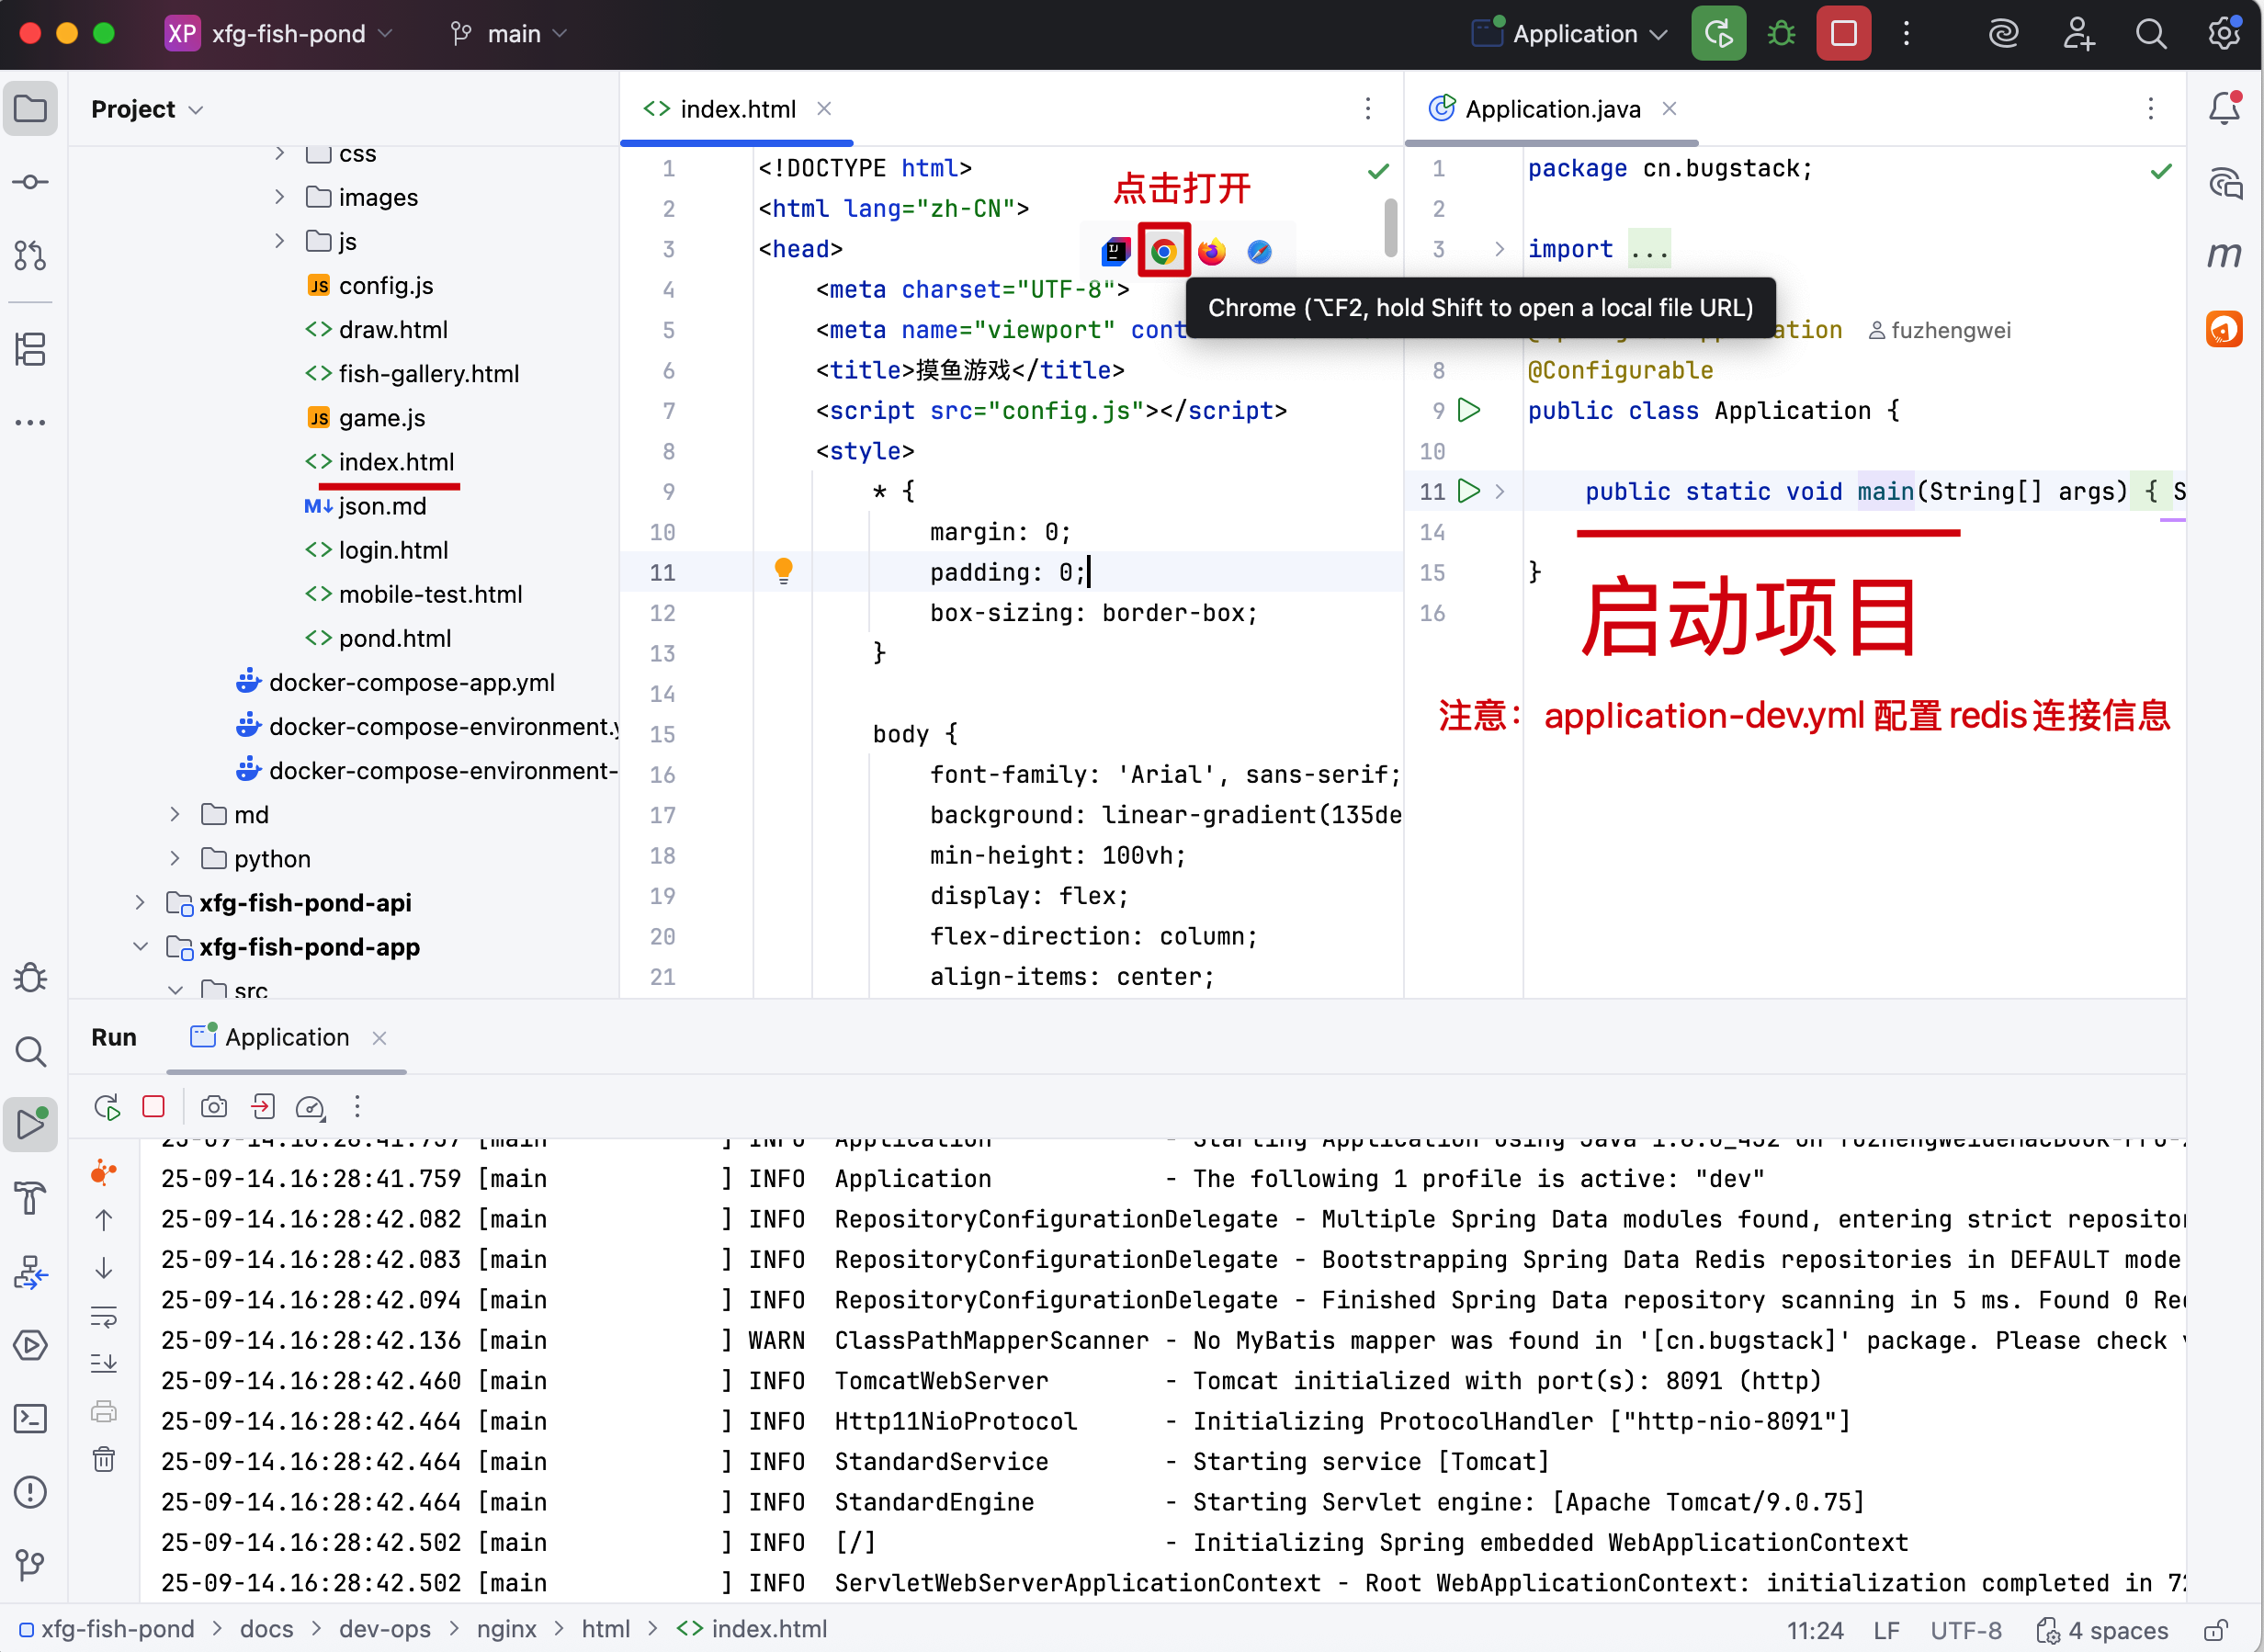 XP xfg-fish-pond main Application
Project
css
images
js
JS config.js
draw.html
fish-gallery.html
JS game.js
index.html
M↓ json.md
login.html
mobile-test.html
pond.html
docker-compose-app.yml
docker-compose-environment.
docker-compose-environment-
md
python
xfg-fish-pond-api
xfg-fish-pond-app
src
index.html
点击打开
Chrome (⌥F2, hold Shift to open a local file URL)
1 <!DOCTYPE html>
2 <html lang="zh-CN">
3 <head>
4 <meta charset="UTF-8">
5 <meta name="viewport" cont
6 <title>摸鱼游戏</title>
7 <script src="config.js"></script>
8 <style>
9 * {
10 margin: 0;
11 padding: 0;
12 box-sizing: border-box;
13 }
14
15 body {
16 font-family: 'Arial', sans-serif;
17 background: linear-gradient(135de
18 min-height: 100vh;
19 display: flex;
20 flex-direction: column;
21 align-items: center;
Application.java
1 package cn.bugstack;
2
3 import ...
fuzhengwei
8 @Configurable
9 public class Application {
10
11 public static void main(String[] args) { S
14
15 }
16
启动项目
注意：application-dev.yml 配置 redis 连接信息
Run Application
25-09-14.16:28:41.757 [main ] INFO Application - Starting Application using Java 1.8.0_452 on
25-09-14.16:28:41.759 [main ] INFO Application - The following 1 profile is active: "dev"
25-09-14.16:28:42.082 [main ] INFO RepositoryConfigurationDelegate - Multiple Spring Data modules found, entering strict
25-09-14.16:28:42.083 [main ] INFO RepositoryConfigurationDelegate - Bootstrapping Spring Data Redis repositories in DEFAULT mode
25-09-14.16:28:42.094 [main ] INFO RepositoryConfigurationDelegate - Finished Spring Data repository scanning in 5 ms. Found 0
25-09-14.16:28:42.136 [main ] WARN ClassPathMapperScanner - No MyBatis mapper was found in '[cn.bugstack]' package. Please check
25-09-14.16:28:42.460 [main ] INFO TomcatWebServer - Tomcat initialized with port(s): 8091 (http)
25-09-14.16:28:42.464 [main ] INFO Http11NioProtocol - Initializing ProtocolHandler ["http-nio-8091"]
25-09-14.16:28:42.464 [main ] INFO StandardService - Starting service [Tomcat]
25-09-14.16:28:42.464 [main ] INFO StandardEngine - Starting Servlet engine: [Apache Tomcat/9.0.75]
25-09-14.16:28:42.502 [main ] INFO [/] - Initializing Spring embedded WebApplicationContext
25-09-14.16:28:42.502 [main ] INFO ServletWebServerApplicationContext - Root WebApplicationContext: initialization completed in
xfg-fish-pond > docs > dev-ops > nginx > html > index.html 11:24 LF UTF-8 4 spaces